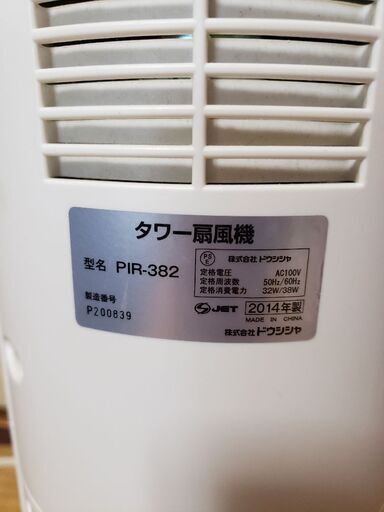 タワー扇風機
型名 PIR-382
製造番号
P200839
PS
E
株式会社 ドウシシャ
定格電圧 AC100V
定格周波数 50Hz/60Hz
定格消費電力 32W/38W
S JET 2014年製
MADE IN CHINA
株式会社 ドウシシャ